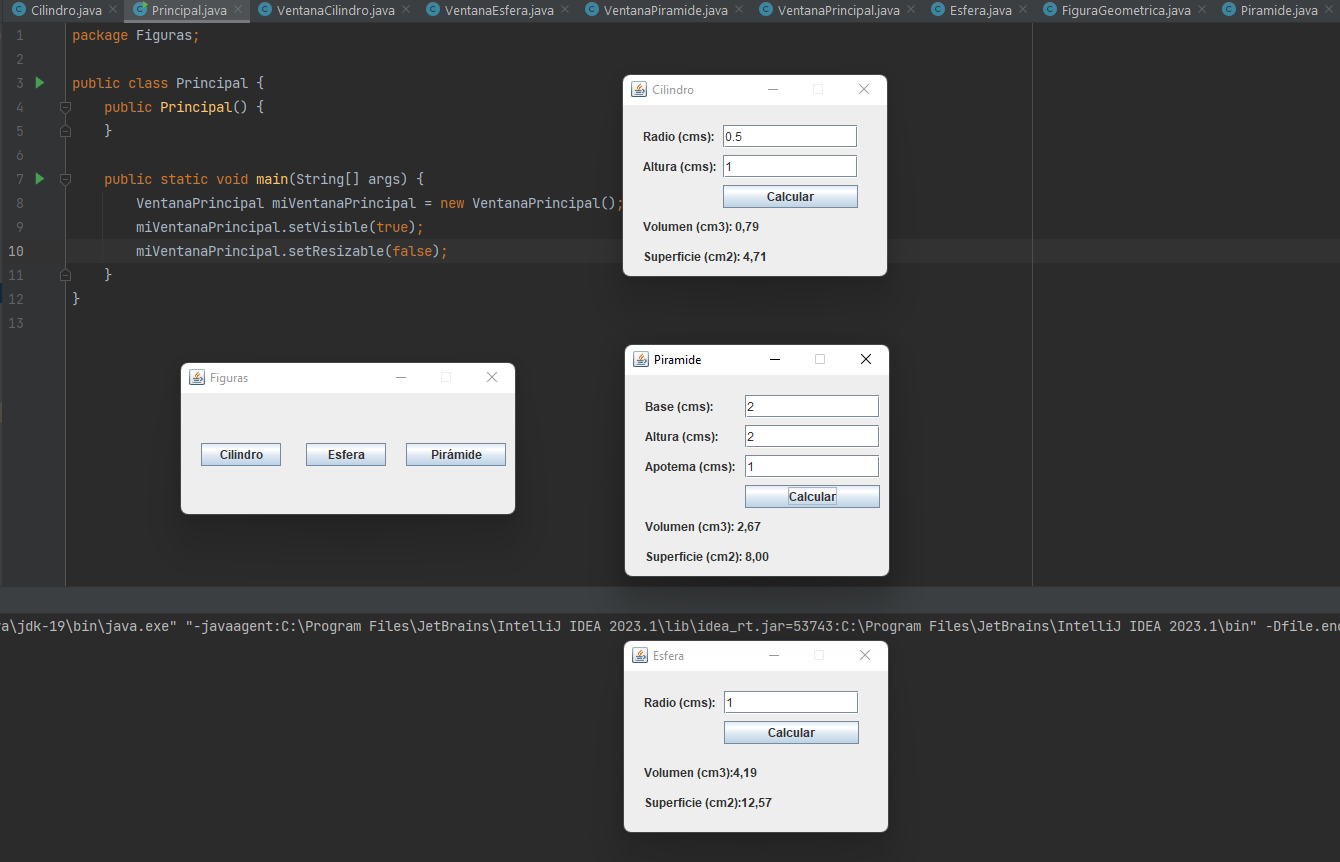 Cilindro.java Principal.java VentanaCilindro.java VentanaEsfera.java VentanaPiramide.java VentanaPrincipal.java Esfera.java FiguraGeometrica.java Piramide.java
1 package Figuras;
2
3 public class Principal {
4 public Principal() {
5 }
6
7 public static void main(String[] args) {
8 VentanaPrincipal miVentanaPrincipal = new VentanaPrincipal();
9 miVentanaPrincipal.setVisible(true);
10 miVentanaPrincipal.setResizable(false);
11 }
12 }
13
Cilindro
Radio (cms): 0.5
Altura (cms): 1
Calcular
Volumen (cm3): 0,79
Superficie (cm2): 4,71
Figuras
Cilindro Esfera Pirámide
Piramide
Base (cms): 2
Altura (cms): 2
Apotema (cms): 1
Calcular
Volumen (cm3): 2,67
Superficie (cm2): 8,00
a\jdk-19\bin\java.exe" "-javaagent:C:\Program Files\JetBrains\IntelliJ IDEA 2023.1\lib\idea_rt.jar=53743:C:\Program Files\JetBrains\IntelliJ IDEA 2023.1\bin" -Dfile.enc
Esfera
Radio (cms): 1
Calcular
Volumen (cm3):4,19
Superficie (cm2):12,57